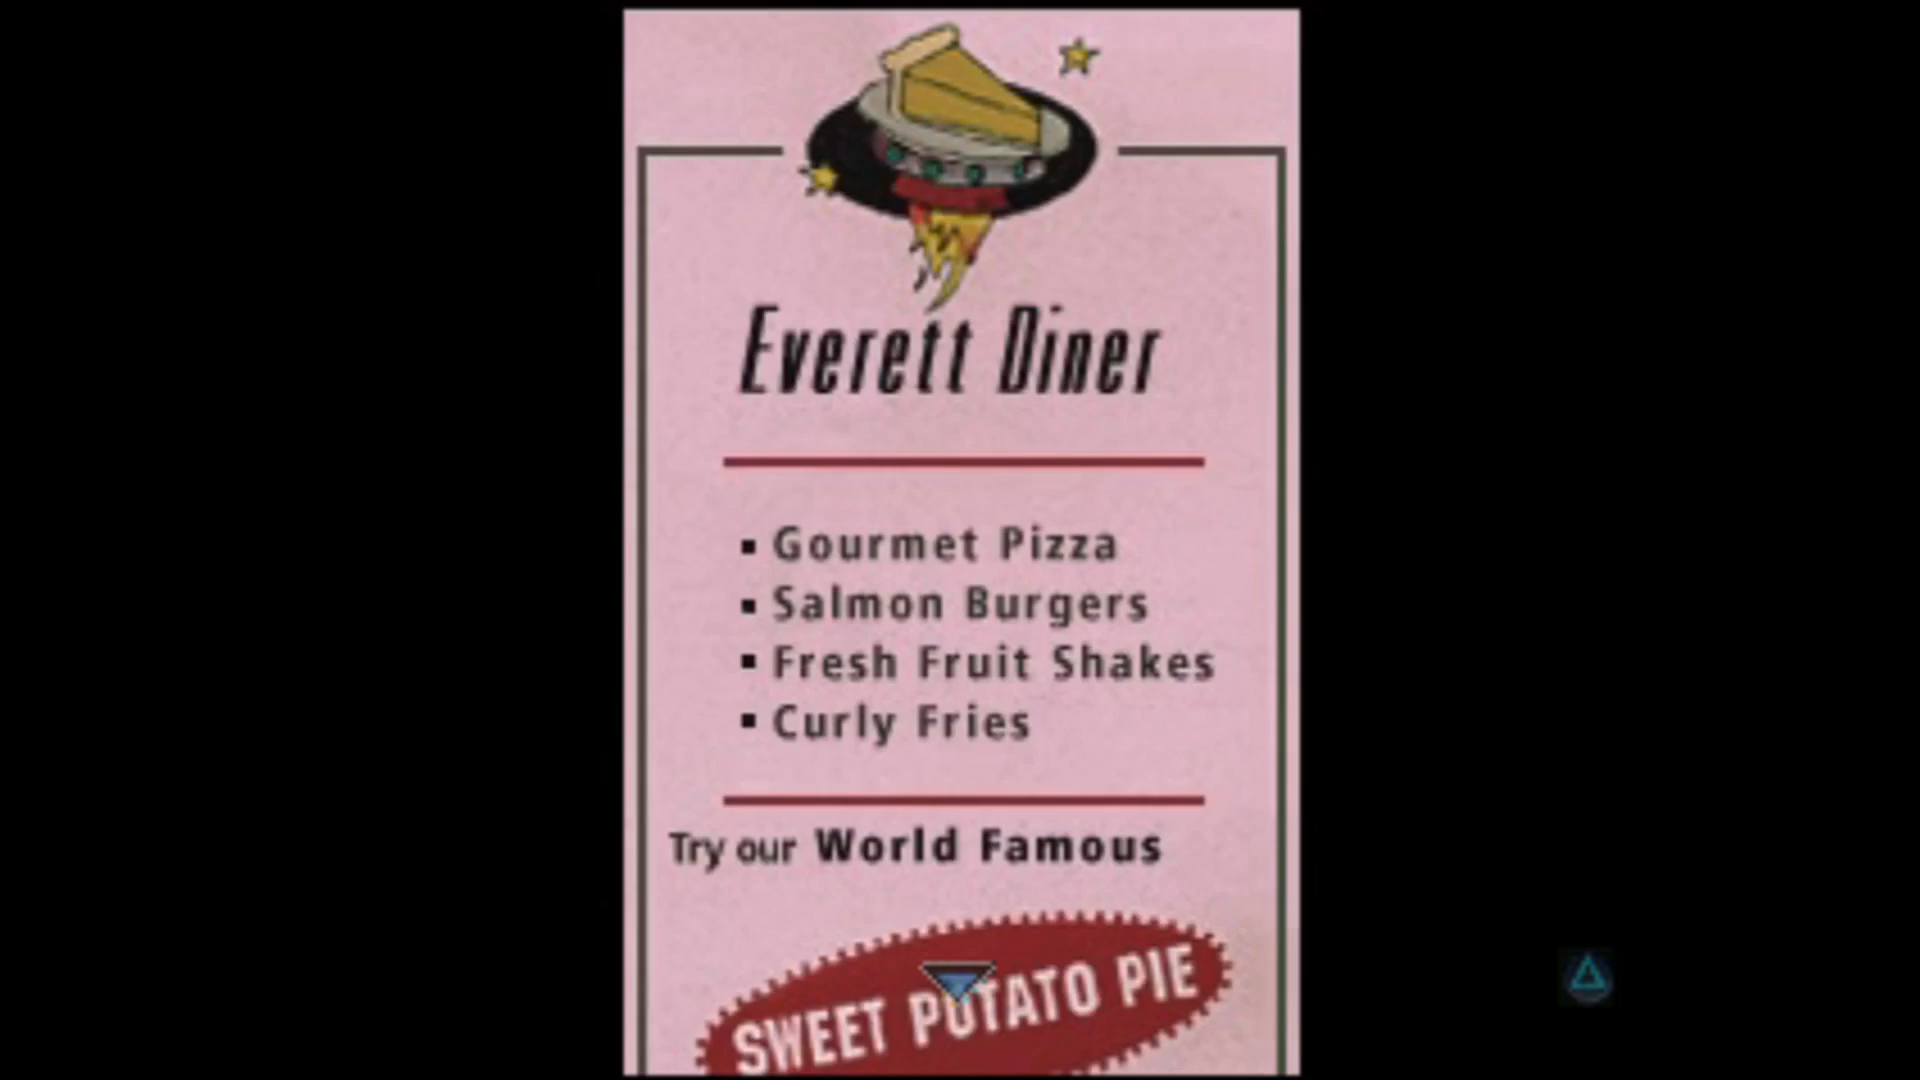 Everett Diner
▪ Gourmet Pizza
▪ Salmon Burgers
▪ Fresh Fruit Shakes
▪ Curly Fries
Try our World Famous
SWEET POTATO PIE